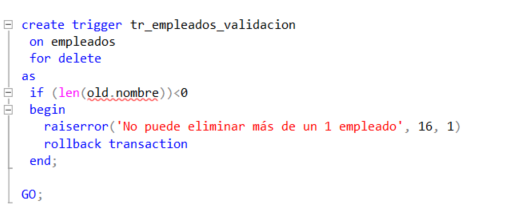 create trigger tr_empleados_validacion
on empleados
for delete
as
if (len(old.nombre))<0
begin
raiserror('No puede eliminar más de un 1 empleado', 16, 1)
rollback transaction
end;
GO;